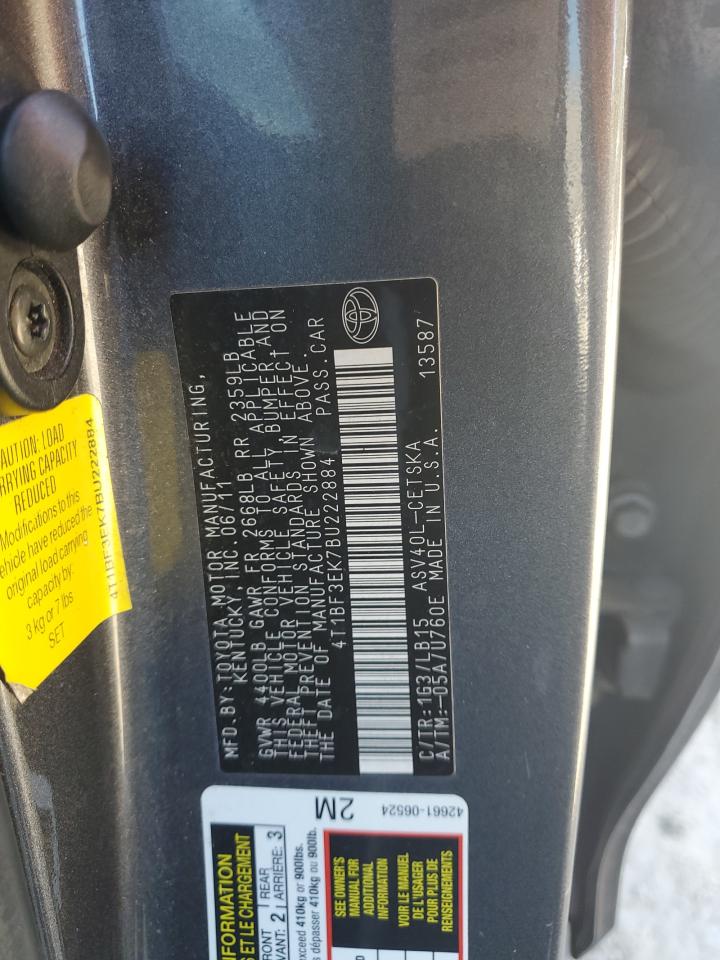 MFD. BY: TOYOTA MOTOR MANUFACTURING,
KENTUCKY, INC. 06/11
GVWR 4400LB GAWR FR 2668LB RR 2359LB
THIS VEHICLE CONFORMS TO ALL APPLICABLE
FEDERAL MOTOR VEHICLE SAFETY, BUMPER, AND
THEFT PREVENTION STANDARDS IN EFFECT ON
THE DATE OF MANUFACTURE SHOWN ABOVE.
4T1BF3EK7BU222884 PASS. CAR
C/TR: 1G3/LB15 ASV40L-CETSKA
A/TM:-05A/U760E MADE IN U.S.A. 13587
CAUTION: LOAD
CARRYING CAPACITY
REDUCED
Modifications to this
vehicle have reduced the
original load carrying
capacity by:
3 kg or 7 lbs
SET
4T1BF3EK7BU222884
INFORMATION
ET LE CHARGEMENT
FRONT
AVANT: 2
REAR
ARRIÈRE: 3
exceed 410kg or 900lbs.
dépasser 410kg ou 900lb.
2M
42661-06524
SEE OWNER'S
MANUAL FOR
ADDITIONAL
INFORMATION
VOIR LE MANUEL
DE L'USAGER
POUR PLUS DE
RENSEIGNEMENTS